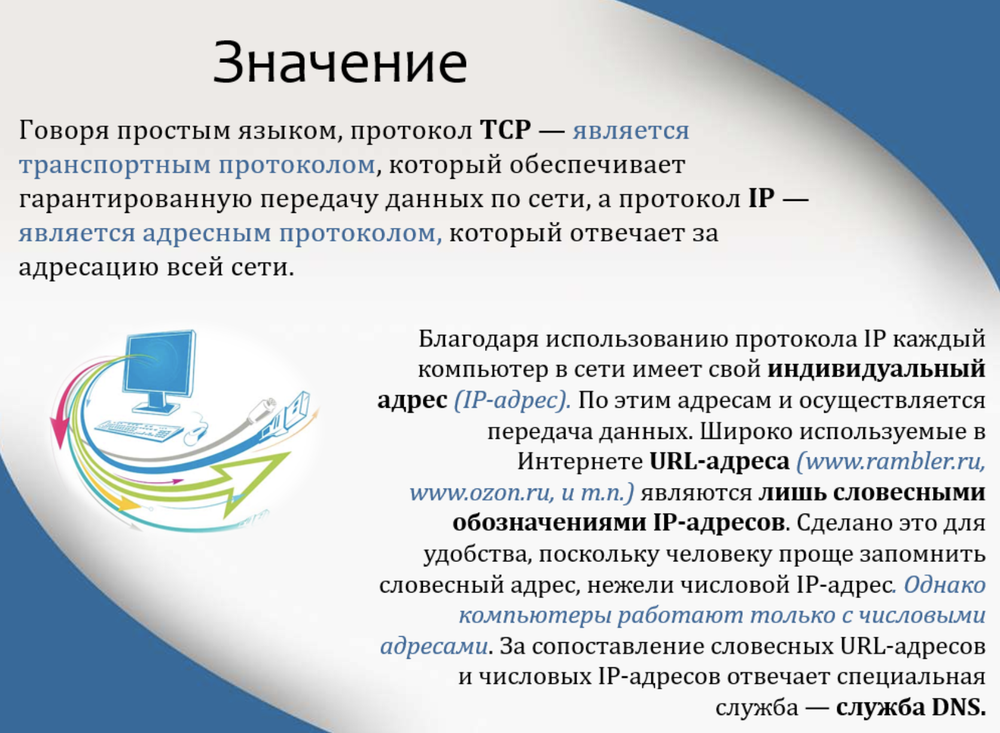 Значение
Говоря простым языком, протокол TCP — является
транспортным протоколом, который обеспечивает
гарантированную передачу данных по сети, а протокол IP —
является адресным протоколом, который отвечает за
адресацию всей сети.
Благодаря использованию протокола IP каждый
компьютер в сети имеет свой индивидуальный
адрес (IP-адрес). По этим адресам и осуществляется
передача данных. Широко используемые в
Интернете URL-адреса (www.rambler.ru,
www.ozon.ru, и т.п.) являются лишь словесными
обозначениями IP-адресов. Сделано это для
удобства, поскольку человеку проще запомнить
словесный адрес, нежели числовой IP-адрес. Однако
компьютеры работают только с числовыми
адресами. За сопоставление словесных URL-адресов
и числовых IP-адресов отвечает специальная
служба — служба DNS.